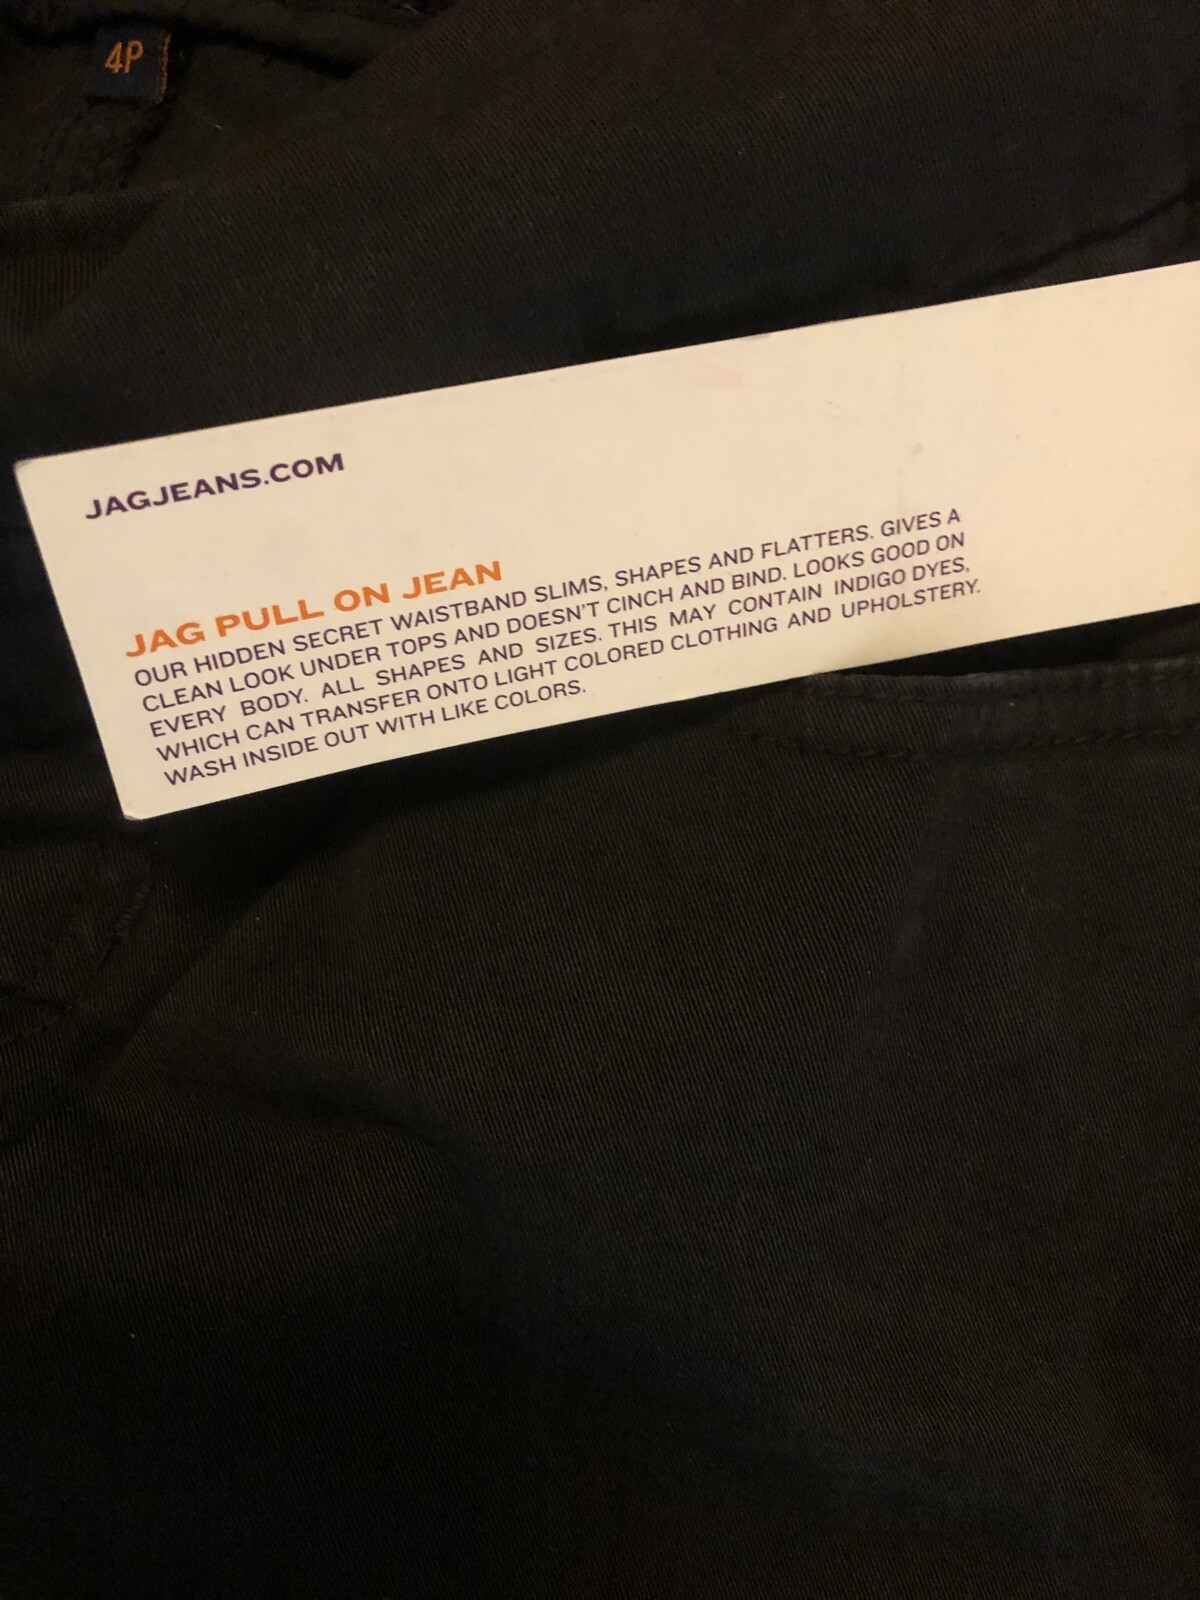 4P
JAGJEANS.COM
JAG PULL ON JEAN
OUR HIDDEN SECRET WAISTBAND SLIMS, SHAPES AND FLATTERS. GIVES A
CLEAN LOOK UNDER TOPS AND DOESN'T CINCH AND BIND. LOOKS GOOD ON
EVERY BODY. ALL SHAPES AND SIZES. THIS MAY CONTAIN INDIGO DYES,
WHICH CAN TRANSFER ONTO LIGHT COLORED CLOTHING AND UPHOLSTERY.
WASH INSIDE OUT WITH LIKE COLORS.